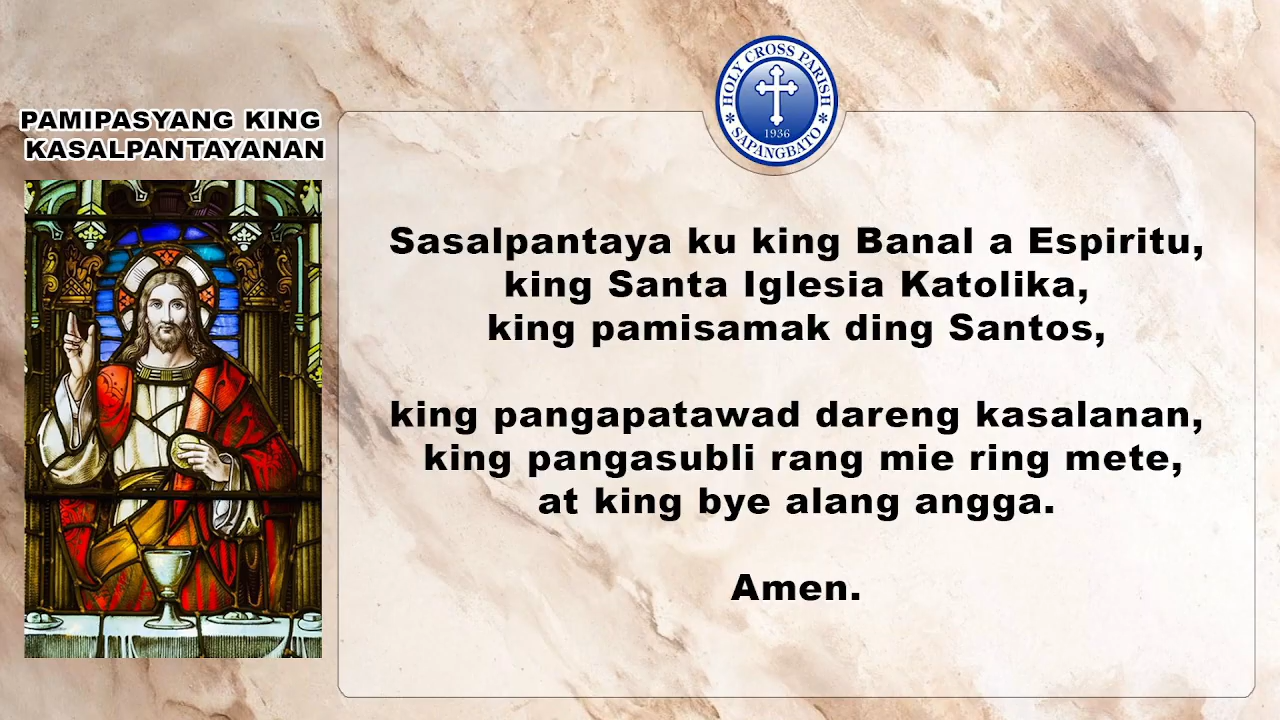 PAMIPASYANG KING
KASALPANTAYANAN
HOLY CROSS PARISH
1936
* SAPANGBATO *
Sasalpantaya ku king Banal a Espiritu,
king Santa Iglesia Katolika,
king pamisamak ding Santos,
king pangapatawad dareng kasalanan,
king pangasubli rang mie ring mete,
at king bye alang angga.
Amen.